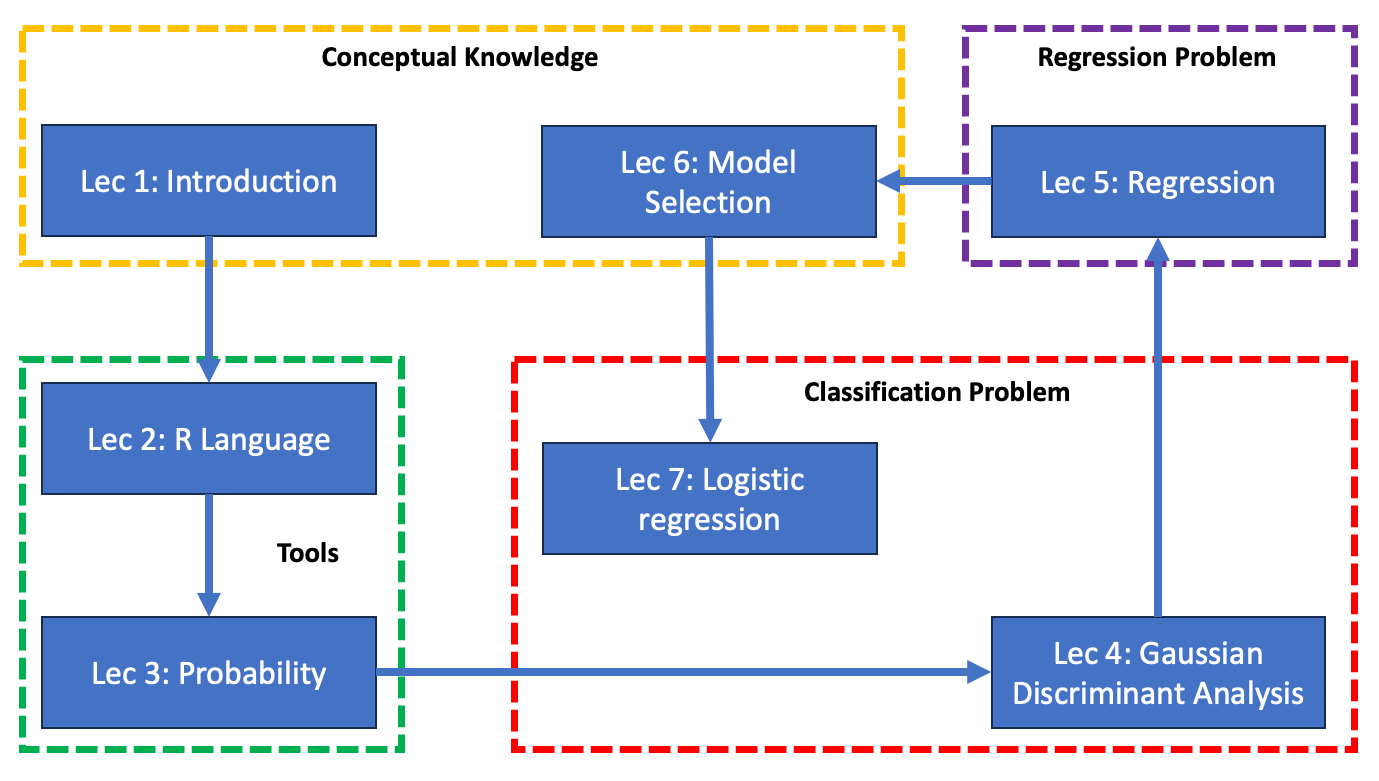 Conceptual Knowledge
Lec 1: Introduction
Lec 6: Model
Selection
Regression Problem
Lec 5: Regression
Lec 2: R Language
Tools
Lec 3: Probability
Classification Problem
Lec 7: Logistic
regression
Lec 4: Gaussian
Discriminant Analysis